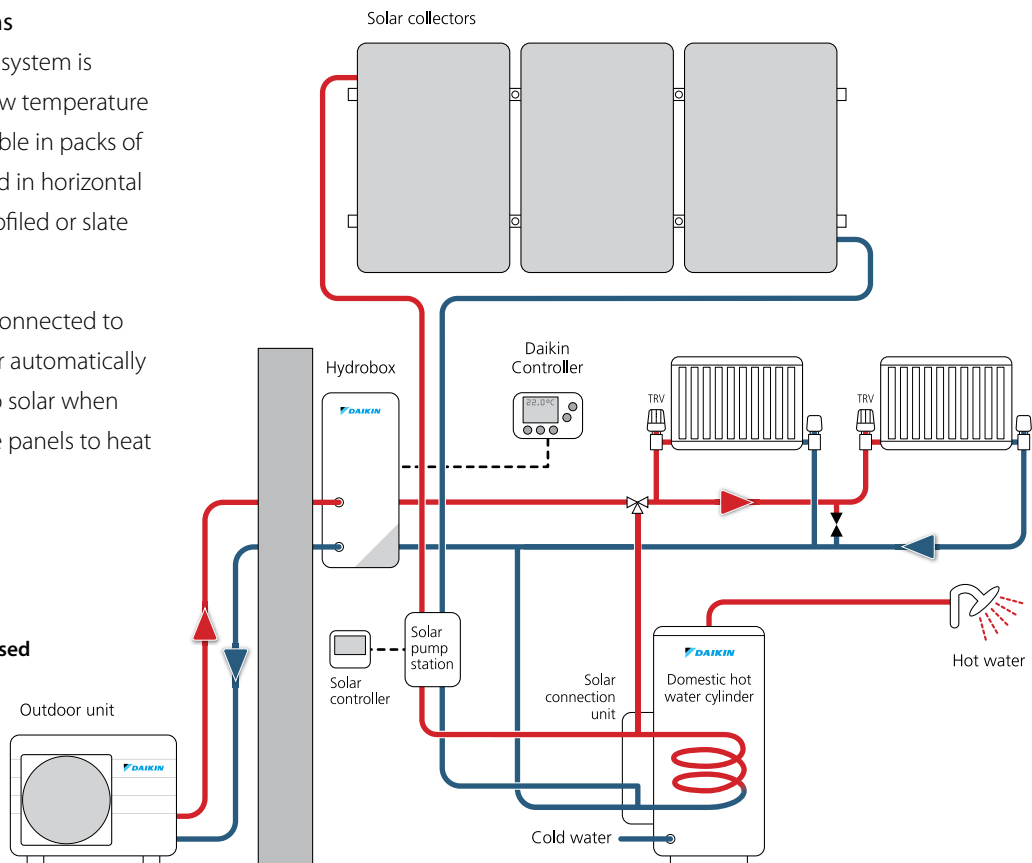 ns
system is
w temperature
ble in packs of
d in horizontal
ofiled or slate
onnected to
r automatically
o solar when
e panels to heat
sed
Solar collectors
Hydrobox
DAIKIN
Daikin
Controller
22.0°C
TRV
TRV
Solar
pump
station
Solar
controller
Outdoor unit
DAIKIN
Solar
connection
unit
DAIKIN
Domestic hot
water cylinder
Hot water
Cold water